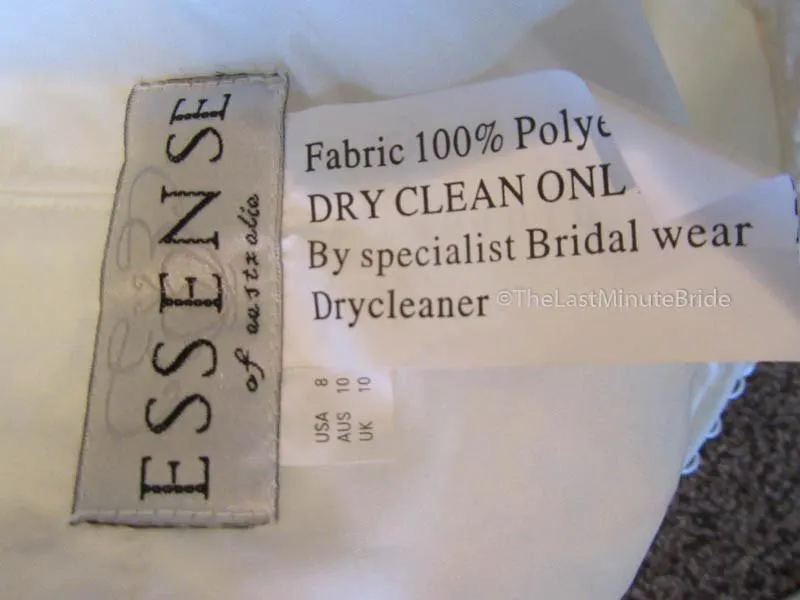 ESSENSE
of australia
Fabric 100% Polye
DRY CLEAN ONL
By specialist Bridal wear
Drycleaner
©TheLastMinuteBride
USA 8
AUS 10
UK 10